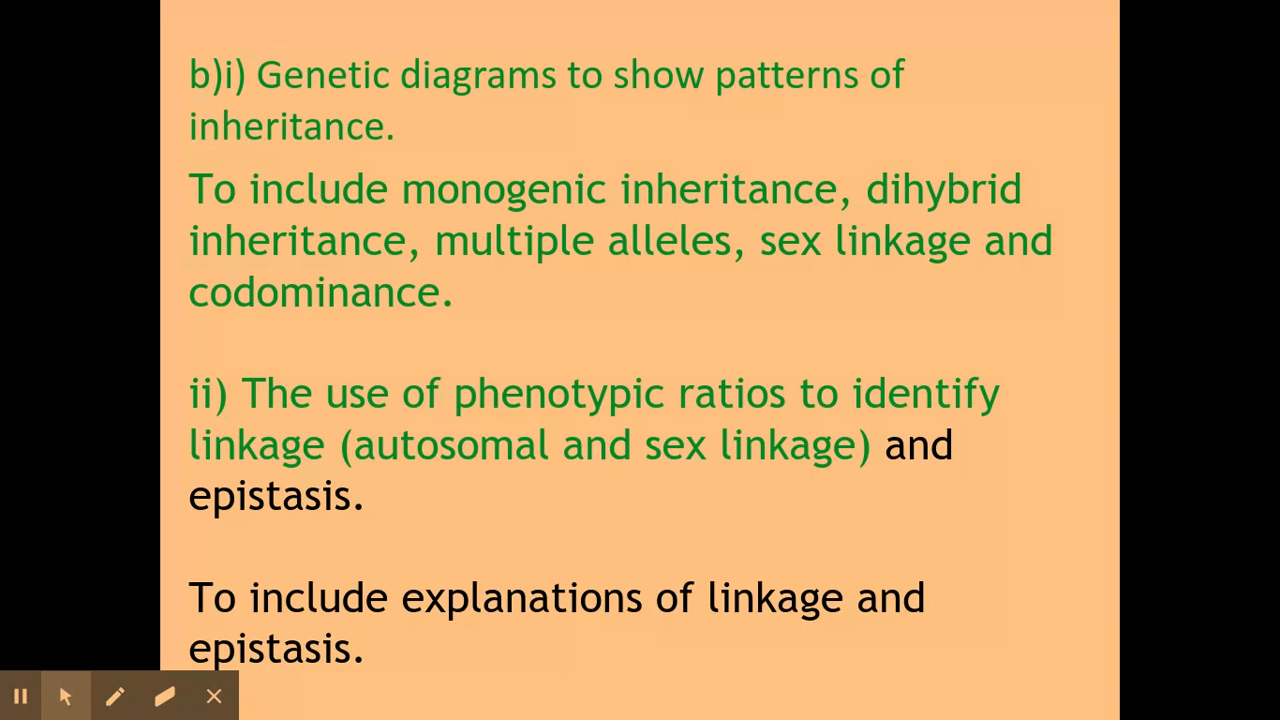 b)i) Genetic diagrams to show patterns of
inheritance.
To include monogenic inheritance, dihybrid
inheritance, multiple alleles, sex linkage and
codominance.
ii) The use of phenotypic ratios to identify
linkage (autosomal and sex linkage) and
epistasis.
To include explanations of linkage and
epistasis.